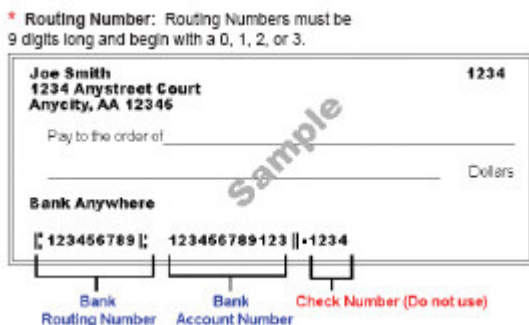 * Routing Number: Routing Numbers must be
9 digits long and begin with a 0, 1, 2, or 3.
Joe Smith 1234
1234 Anystreet Court
Anycity, AA 12345
Pay to the order of
Sample
Dollars
Bank Anywhere
⑆123456789⑆ 123456789123⑈ 1234
Bank Routing Number
Bank Account Number
Check Number (Do not use)